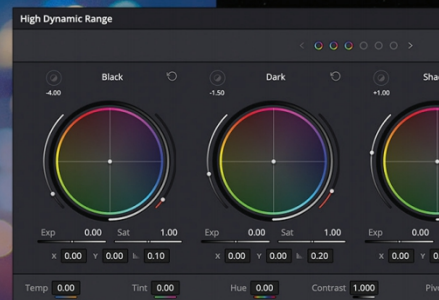 High Dynamic Range
Black Dark
-4.00 -1.50 +1.00
Exp 0.00 Sat 1.00 Exp 0.00 Sat 1.00 Exp 0.00
X 0.00 Y 0.00 0.10 X 0.00 Y 0.00 0.20 X 0.00 Y
Temp 0.00 Tint 0.00 Hue 0.00 Contrast 1.000